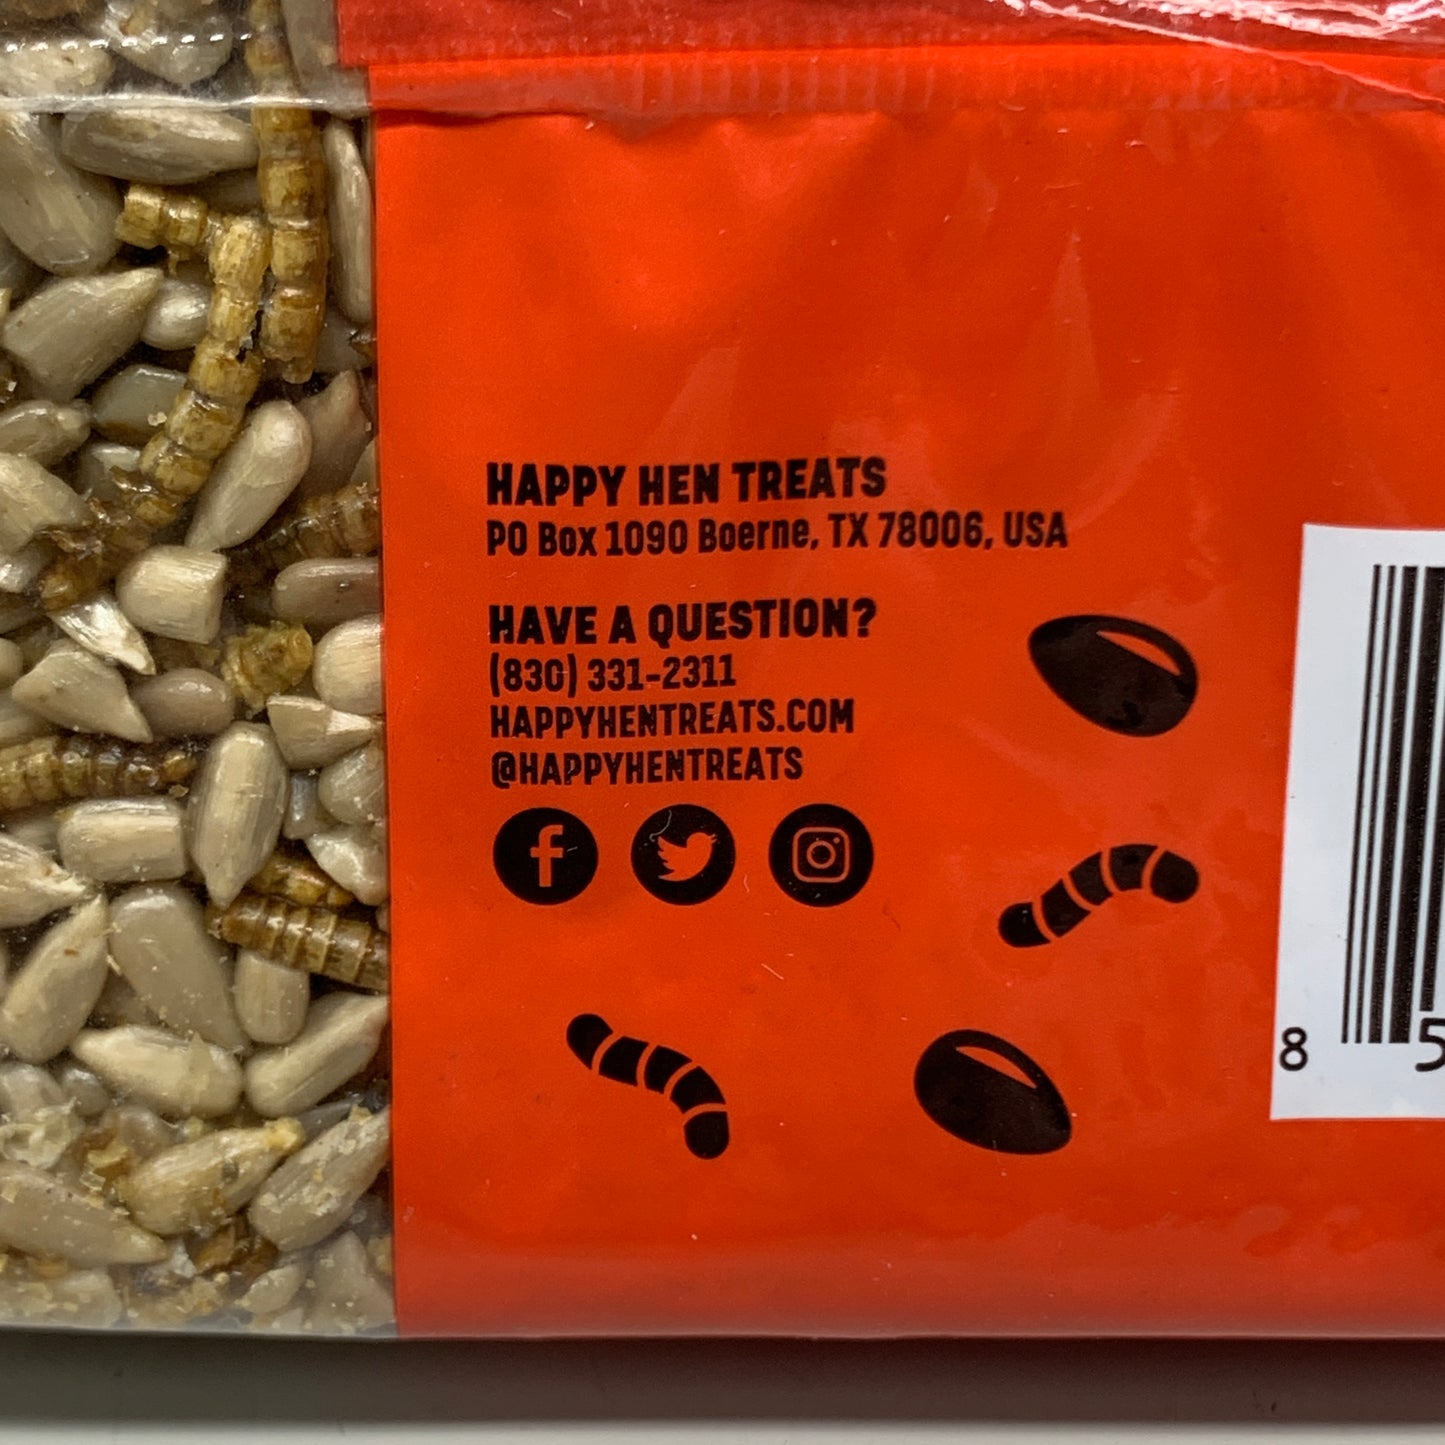 HAPPY HEN TREATS
PO Box 1090 Boerne, TX 78006, USA
HAVE A QUESTION?
(830) 331-2311
HAPPYHENTREATS.COM
@HAPPYHENTREATS
8 5